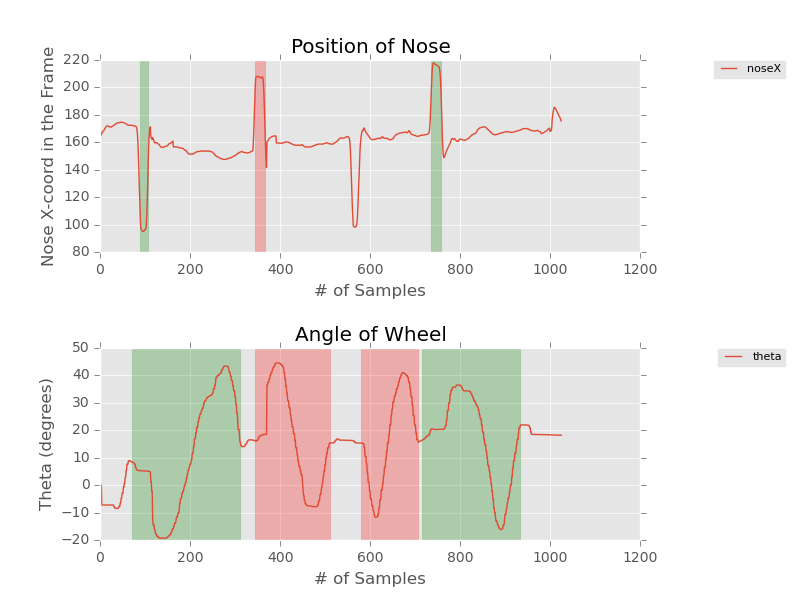 Position of Nose
noseX
Nose X-coord in the Frame
220
200
180
160
140
120
100
80
0 200 400 600 800 1000 1200
# of Samples
Angle of Wheel
theta
Theta (degrees)
50
40
30
20
10
0
−10
−20
0 200 400 600 800 1000 1200
# of Samples